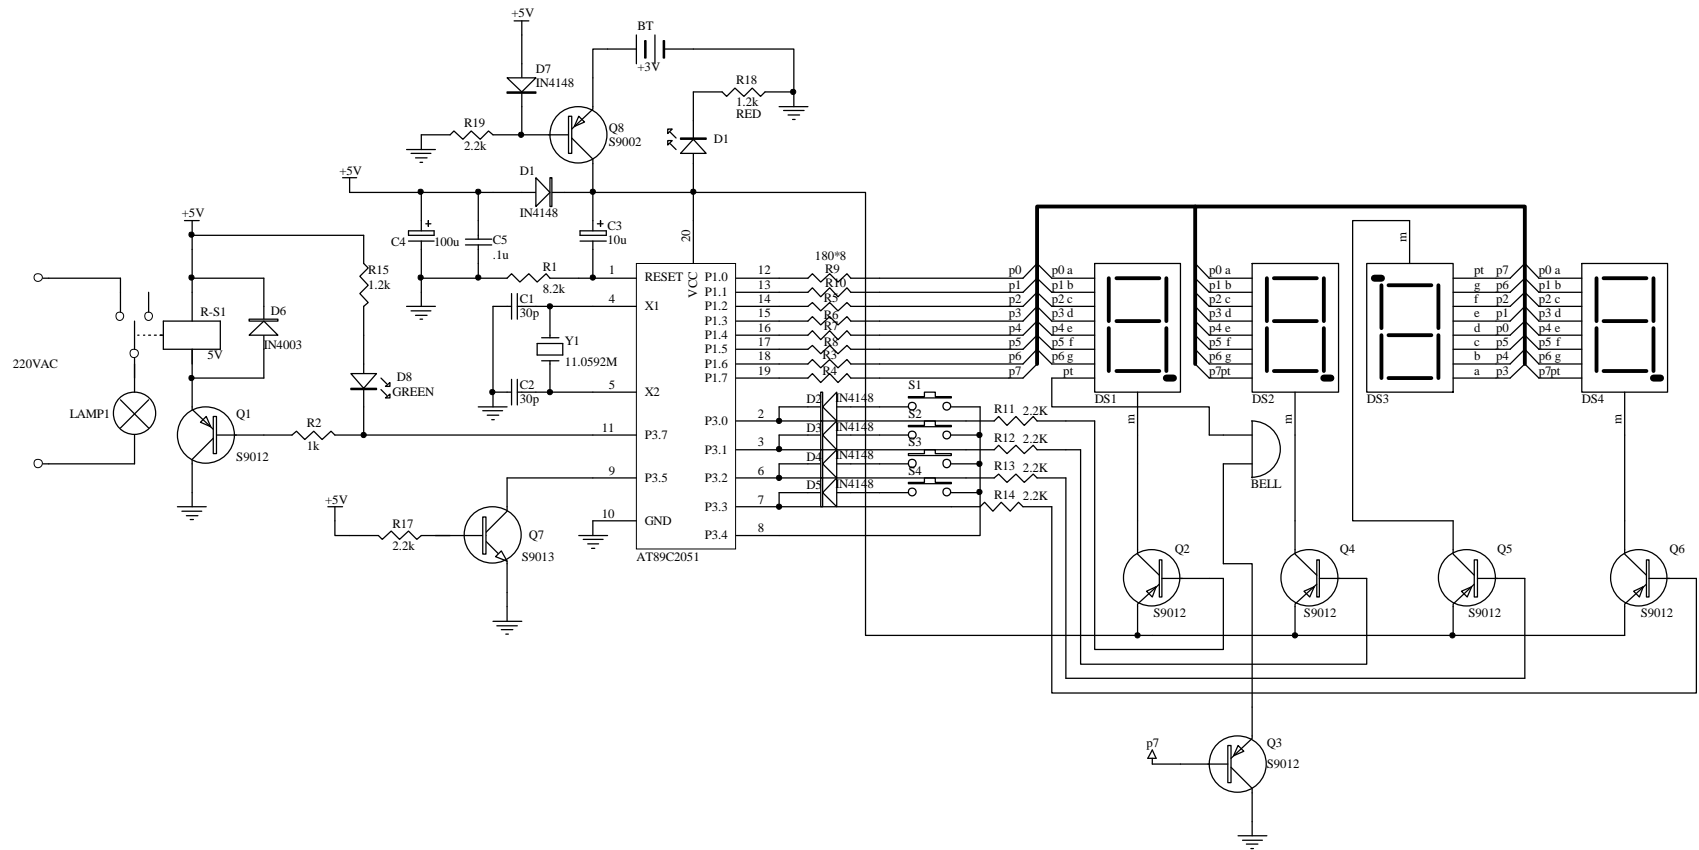 +5V
BT
+3V
D7
IN4148
R18
1.2k
RED
R19
2.2k
Q8
S9002
D1
+5V
D1
IN4148
+5V
C4
100u
C5
.1u
C3
10u
20
VCC
R15
1.2k
R1
8.2k
1
RESET
C1
30p
4
X1
Y1
11.0592M
C2
30p
5
X2
R-S1
5V
D6
IN4003
220VAC
LAMP1
D8
GREEN
Q1
S9012
R2
1k
11
P3.7
9
P3.5
+5V
R17
2.2k
Q7
S9013
10
GND
AT89C2051
P1.0
12
P1.1
13
P1.2
14
P1.3
15
P1.4
16
P1.5
17
P1.6
18
P1.7
19
180*8
R9
R10
R5
R6
R7
R8
R3
R4
P3.0
2
P3.1
3
P3.2
6
P3.3
7
P3.4
8
D2
IN4148
S1
D3
IN4148
S2
D4
IN4148
S3
D5
IN4148
S4
R11 2.2K
R12 2.2K
R13 2.2K
R14 2.2K
p0
p1
p2
p3
p4
p5
p6
p7
p0 a
p1 b
p2 c
p3 d
p4 e
p5 f
p6 g
pt
DS1
m
p0 a
p1 b
p2 c
p3 d
p4 e
p5 f
p6 g
p7pt
DS2
m
m
DS3
pt p7
g p6
f p2
e p1
d p0
c p5
b p4
a p3
p0 a
p1 b
p2 c
p3 d
p4 e
p5 f
p6 g
p7pt
DS4
m
BELL
Q2
S9012
Q4
S9012
Q5
S9012
Q6
S9012
p7
Q3
S9012